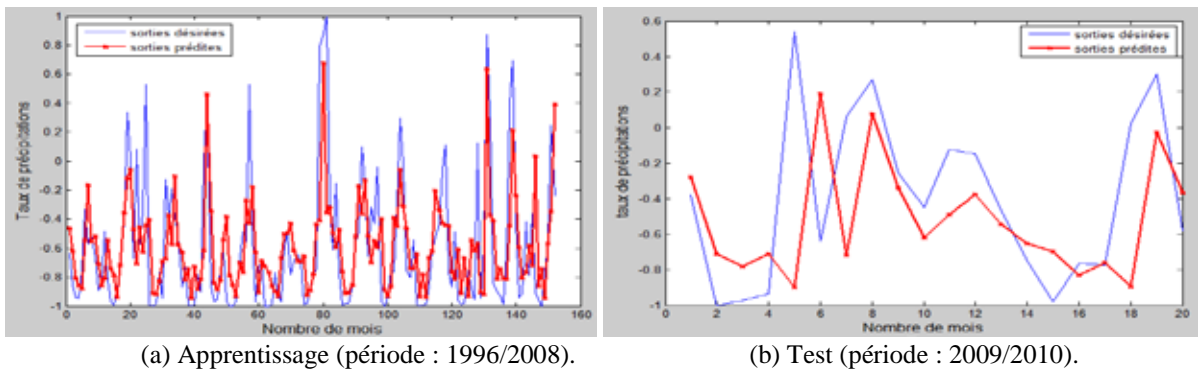 sorties désirées
sorties prédites
Taux de précipitations
1
0.8
0.6
0.4
0.2
0
-0.2
-0.4
-0.6
-0.8
-1
0 20 40 60 80 100 120 140 160
Nombre de mois
(a) Apprentissage (période : 1996/2008).
sorties désirées
sorties prédites
taux de précipitations
0.6
0.4
0.2
0
-0.2
-0.4
-0.6
-0.8
-1
0 2 4 6 8 10 12 14 16 18 20
Nombre de mois
(b) Test (période : 2009/2010).